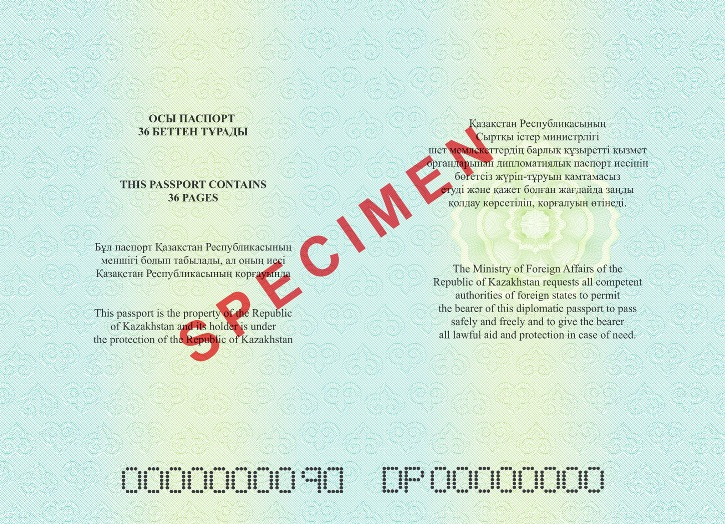 ОСЫ ПАСПОРТ
36 БЕТТЕН ТҰРАДЫ
THIS PASSPORT CONTAINS
36 PAGES
Бұл паспорт Қазақстан Республикасының
меншігі болып табылады, ал оның иесі
Қазақстан Республикасының қорғауында
This passport is the property of the Republic
of Kazakhstan and its holder is under
the protection of the Republic of Kazakhstan
SPECIMEN
Қазақстан Республикасының
Сыртқы істер министрлігі
шет мемлекеттердің барлық құзыретті қызмет
органдарынан дипломатиялық паспорт иесінің
бөгетсіз жүріп-тұруын қамтамасыз
етуді және қажет болған жағдайда заңды
қолдау көрсетіліп, қорғалуын өтінеді.
The Ministry of Foreign Affairs of the
Republic of Kazakhstan requests all competent
authorities of foreign states to permit
the bearer of this diplomatic passport to pass
safely and freely and to give the bearer
all lawful aid and protection in case of need.
DP00000000